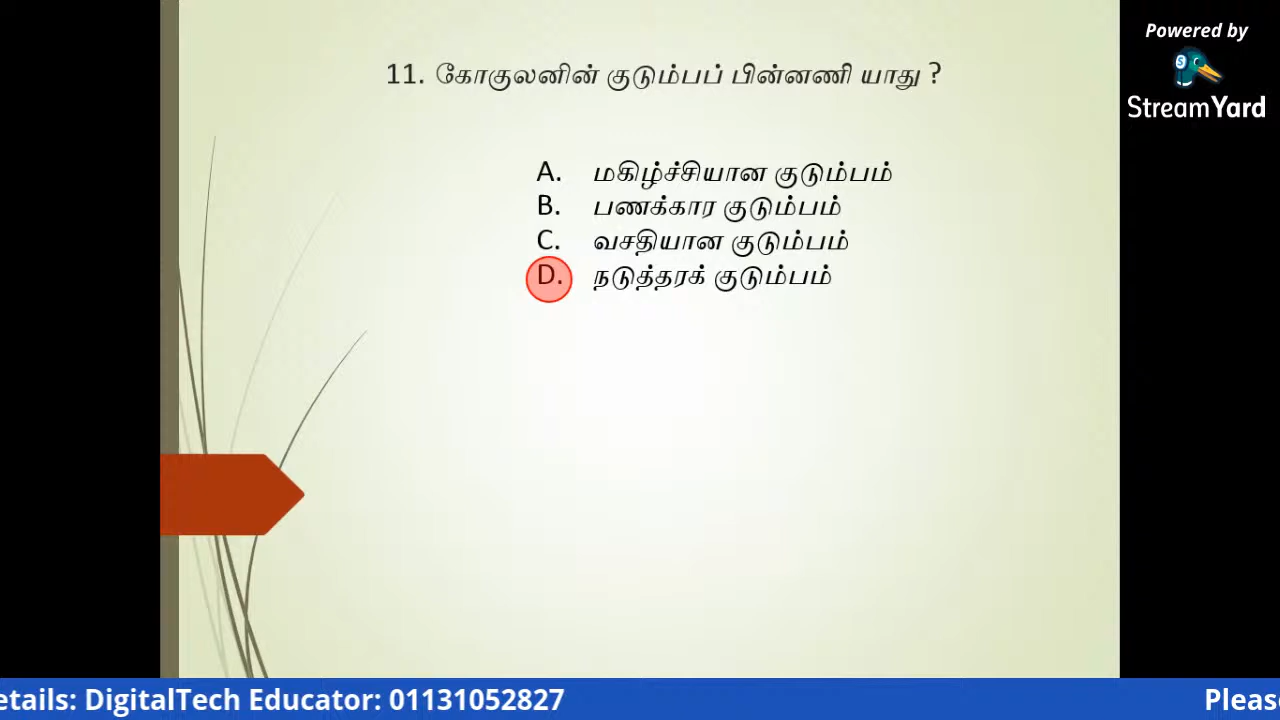 Powered by
StreamYard
11. கோகுலனின் குடும்பப் பின்னணி யாது ?
A. மகிழ்ச்சியான குடும்பம்
B. பணக்கார குடும்பம்
C. வசதியான குடும்பம்
D. நடுத்தரக் குடும்பம்
etails: DigitalTech Educator: 01131052827 Pleas